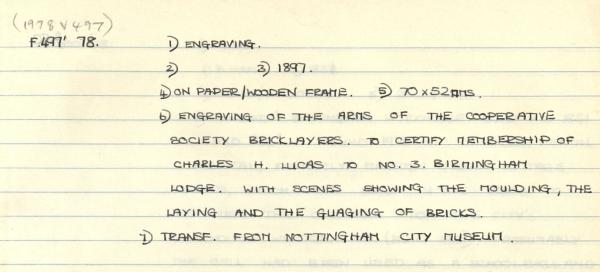 (1978 V 497)
F.497' 78. 1) ENGRAVING.
2) 3) 1897.
4) ON PAPER/WOODEN FRAME. 5) 70 x 52 mms.
6) ENGRAVING OF THE ARMS OF THE COOPERATIVE
SOCIETY BRICKLAYERS. TO CERTIFY MEMBERSHIP OF
CHARLES H. LUCAS TO NO. 3. BIRMINGHAM
LODGE. WITH SCENES SHOWING THE MOULDING, THE
LAYING AND THE GUAGING OF BRICKS.
7) TRANSF. FROM NOTTINGHAM CITY MUSEUM.